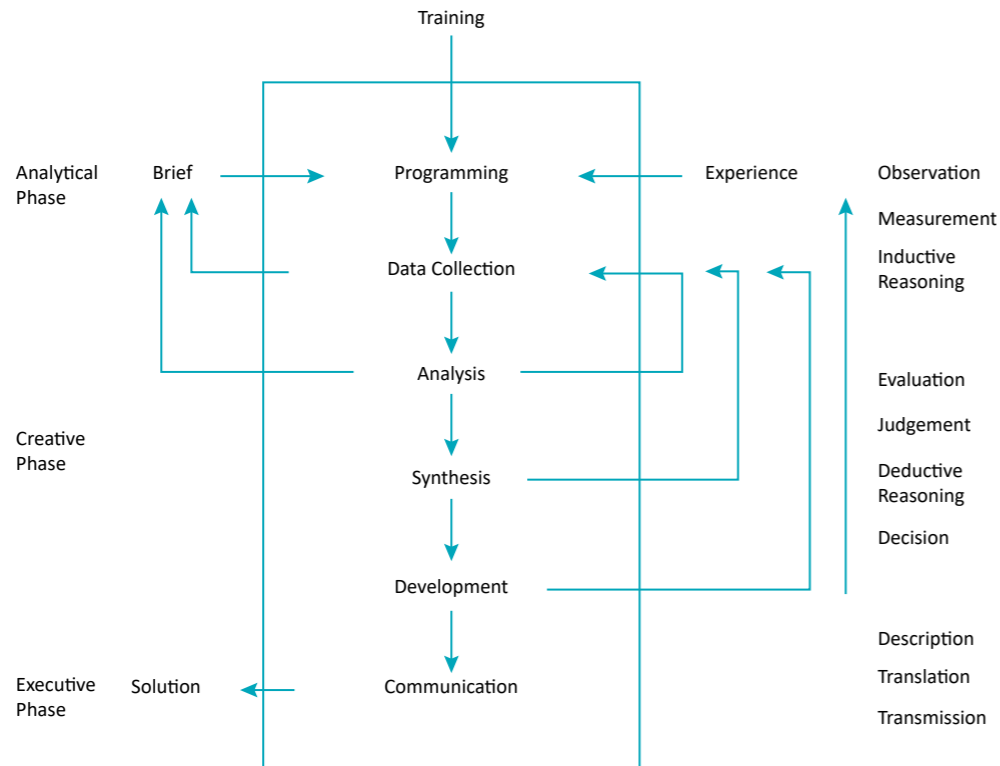 Training
Analytical
Phase
Brief
Programming
Experience
Observation
Measurement
Data Collection
Inductive
Reasoning
Analysis
Evaluation
Creative
Phase
Judgement
Synthesis
Deductive
Reasoning
Decision
Development
Description
Executive
Phase
Solution
Communication
Translation
Transmission